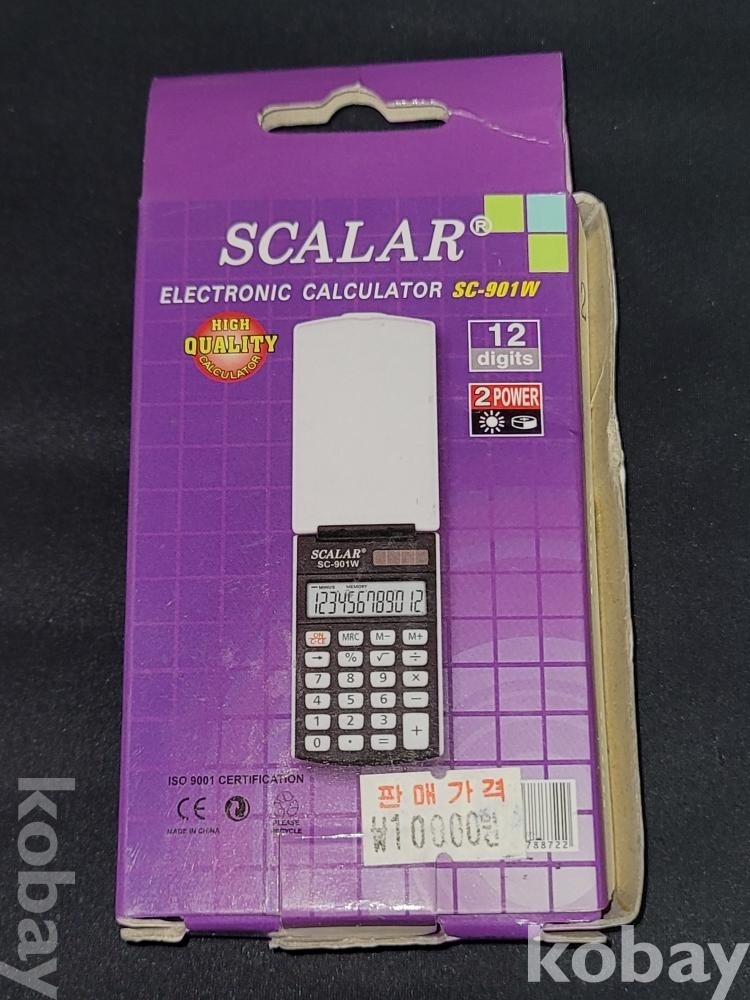 SCALAR®
ELECTRONIC CALCULATOR SC-901W
HIGH
QUALITY
CALCULATOR
12
digits
2 POWER
SCALAR®
SC-901W
MINUS MEMORY
123456789012
ON
C·CE MRC M− M+
→ % √ ÷
7 8 9 ×
4 5 6 −
1 2 3 +
0 · =
ISO 9001 CERTIFICATION
CE
MADE IN CHINA
PLEASE
RECYCLE
판매가격
₩10000원
788722
kobay
kobay